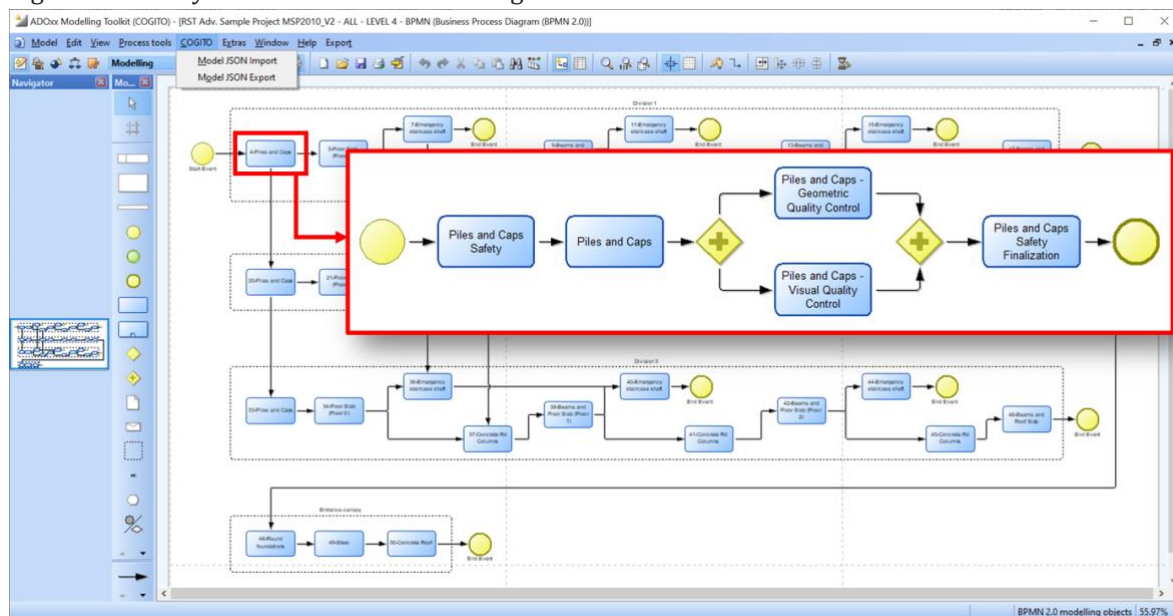 ADOxx Modelling Toolkit (COGITO) - [RST Adv. Sample Project MSP2010_V2 - ALL - LEVEL 4 - BPMN (Business Process Diagram (BPMN 2.0))]
Model Edit View Process tools COGITO Extras Window Help Export
Modelling
Model JSON Import
Model JSON Export
Navigator
Mo...
Division 1
7-Emergency
staircase shaft
End Event
11-Emergency
staircase shaft
End Event
15-Emergency
staircase shaft
End Event
Start Event
4-Piles and Caps
Piles and Caps
Safety
Piles and Caps
Piles and Caps -
Geometric
Quality Control
Piles and Caps -
Visual Quality
Control
Piles and Caps
Safety
Finalization
20-Piles and Caps
Division 3
36-Emergency
staircase shaft
40-Emergency
staircase shaft
End Event
44-Emergency
staircase shaft
End Event
33-Piles and Caps
34-Floor Slab
(Floor 0)
37-Concrete Rd
Columns
38-Beams and
Floor Slab (Floor
1)
41-Concrete Rd
Columns
42-Beams and
Floor Slab (Floor
2)
45-Concrete Rd
Columns
46-Beams and
Roof Slab
End Event
Entrance canopy
48-Round
foundations
49-Steel
50-Concrete Roof
End Event
BPMN 2.0 modelling objects 55.97%